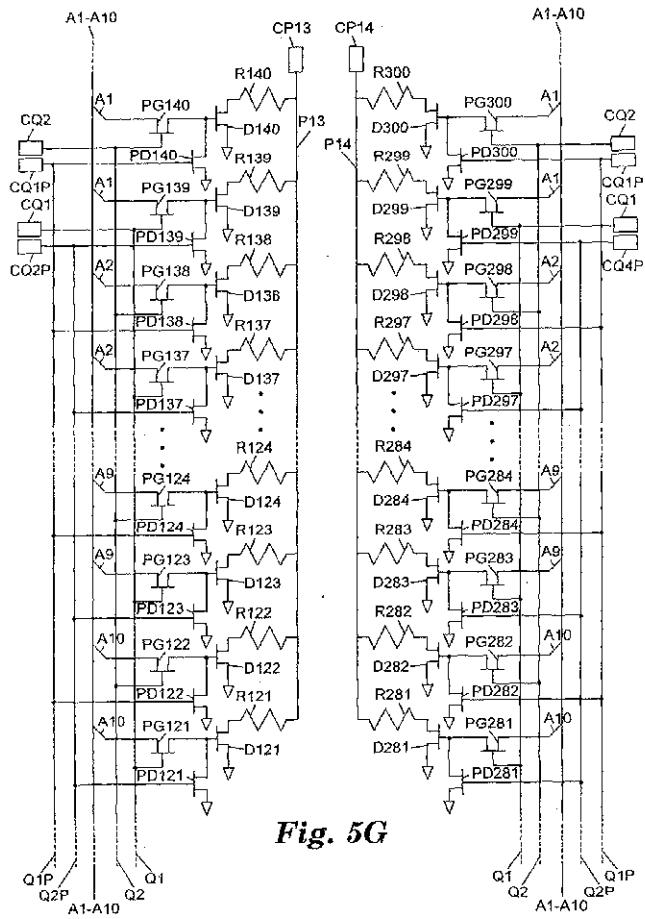 A1-A10 CP13 CP14 A1-A10
R140 R300
A1 PG140 P13 PG300 A1
CQ2 D140 P14 D300 CQ2
PD140 R139 R299 PD300
CQ1P CQ1P
A1 PG139 PG299 A1
CQ1 D139 D299 CQ1
PD139 R138 R298 PD299
CQ2P CQ4P
A2 PG138 PG298 A2
D136 D298
PD138 R137 R297 PD296
A2 PG137 PG297 A2
D137 D297
PD137 PD297
R124 R284
A9 PG124 PG284 A9
D124 D284
PD124 R123 R283 PD284
A9 PG123 PG283 A9
D123 D283
PD123 R122 R282 PD283
A10 PG122 PG282 A10
D122 D282
PD122 R121 R281 PD282
A10 PG121 PG281 A10
D121 D281
PD121 PD281
Fig. 5G
Q1P Q2P Q2 Q1 Q1 Q2 Q2P Q1P
A1-A10 A1-A10